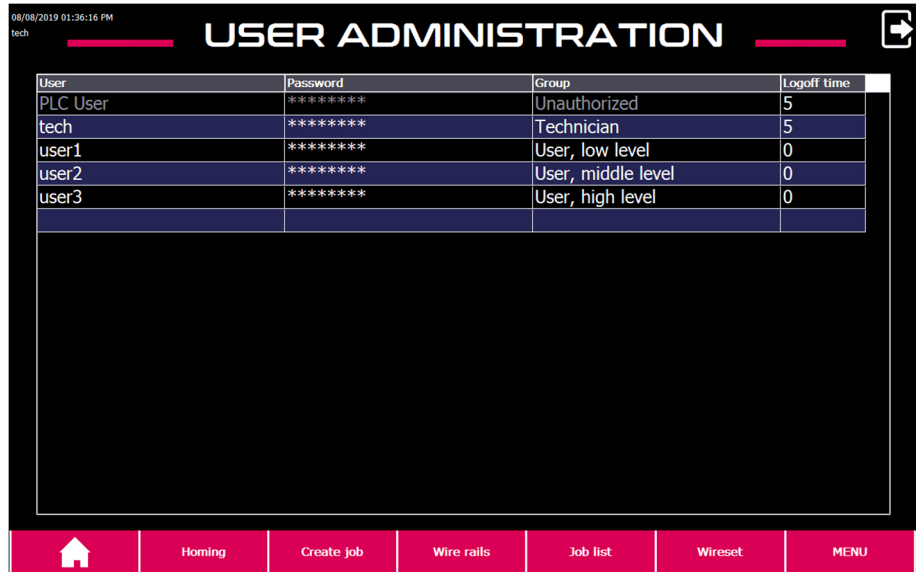 08/08/2019 01:36:16 PM
tech
USER ADMINISTRATION
User Password Group Logoff time
PLC User ******** Unauthorized 5
tech ******** Technician 5
user1 ******** User, low level 0
user2 ******** User, middle level 0
user3 ******** User, high level 0
Homing Create job Wire rails Job list Wireset MENU